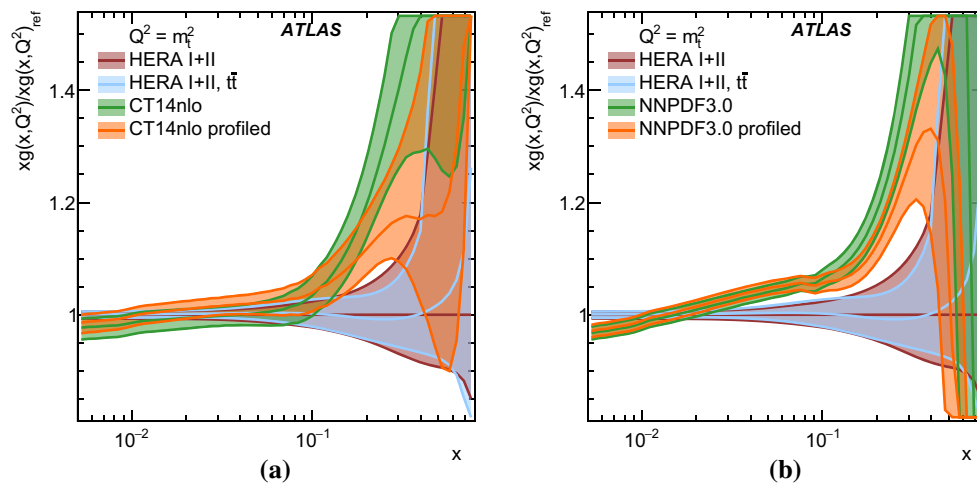 xg(x,Q²)/xg(x,Q²)ref
1.4
1.2
1
Q² = mₜ²
ATLAS
HERA I+II
HERA I+II, tt̄
CT14nlo
CT14nlo profiled
10⁻²
10⁻¹
x
(a)
xg(x,Q²)/xg(x,Q²)ref
1.4
1.2
1
Q² = mₜ²
ATLAS
HERA I+II
HERA I+II, tt̄
NNPDF3.0
NNPDF3.0 profiled
10⁻²
10⁻¹
x
(b)